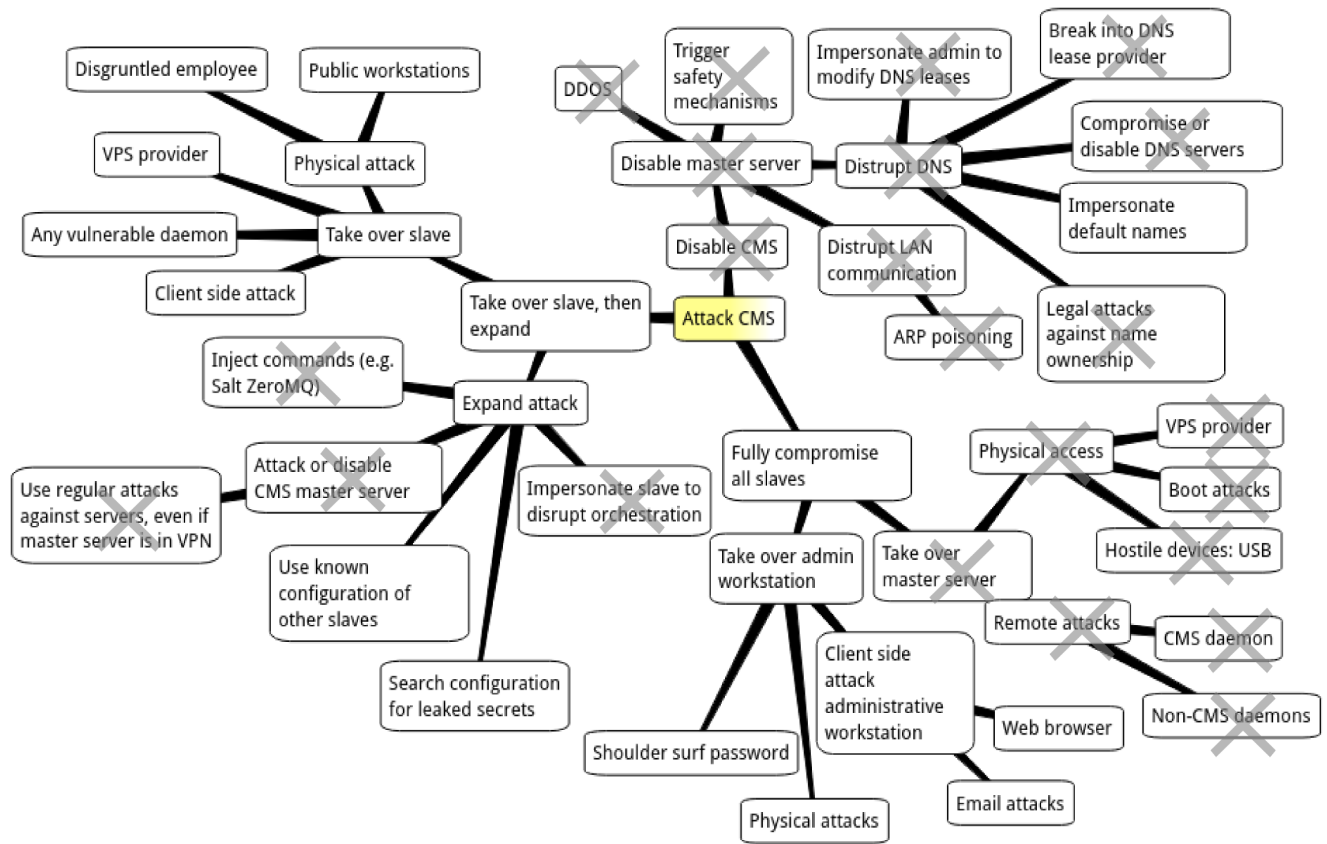 Disgruntled employee
Public workstations
VPS provider
Physical attack
Any vulnerable daemon
Take over slave
Client side attack
Take over slave, then
expand
Inject commands (e.g.
Salt ZeroMQ)
Expand attack
Attack or disable
CMS master server
Use regular attacks
against servers, even if
master server is in VPN
Impersonate slave to
disrupt orchestration
Use known
configuration of
other slaves
Search configuration
for leaked secrets
DDOS
Trigger
safety
mechanisms
Impersonate admin to
modify DNS leases
Break into DNS
lease provider
Disable master server
Distrupt DNS
Compromise or
disable DNS servers
Impersonate
default names
Disable CMS
Distrupt LAN
communication
Attack CMS
ARP poisoning
Legal attacks
against name
ownership
Fully compromise
all slaves
Physical access
VPS provider
Boot attacks
Hostile devices: USB
Take over admin
workstation
Take over
master server
Remote attacks
CMS daemon
Non-CMS daemons
Client side
attack
administrative
workstation
Web browser
Shoulder surf password
Email attacks
Physical attacks